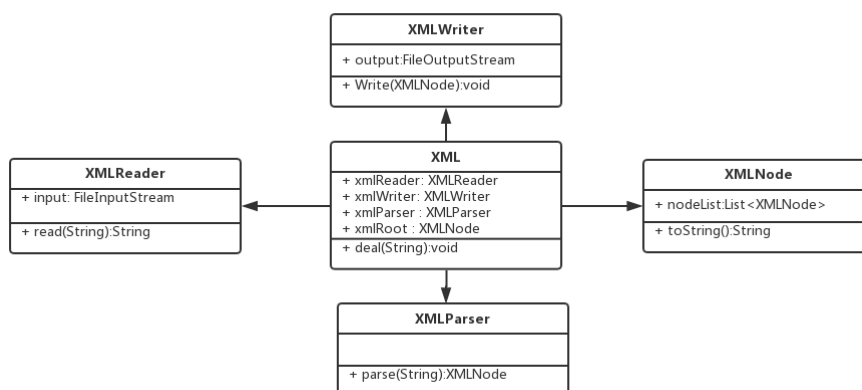 XMLWriter
+ output:FileOutputStream
+ Write(XMLNode):void
XMLReader
+ input: FileInputStream
+ read(String):String
XML
+ xmlReader: XMLReader
+ xmlWriter: XMLWriter
+ xmlParser : XMLParser
+ xmlRoot : XMLNode
+ deal(String):void
XMLNode
+ nodeList:List<XMLNode>
+ toString():String
XMLParser
+ parse(String):XMLNode